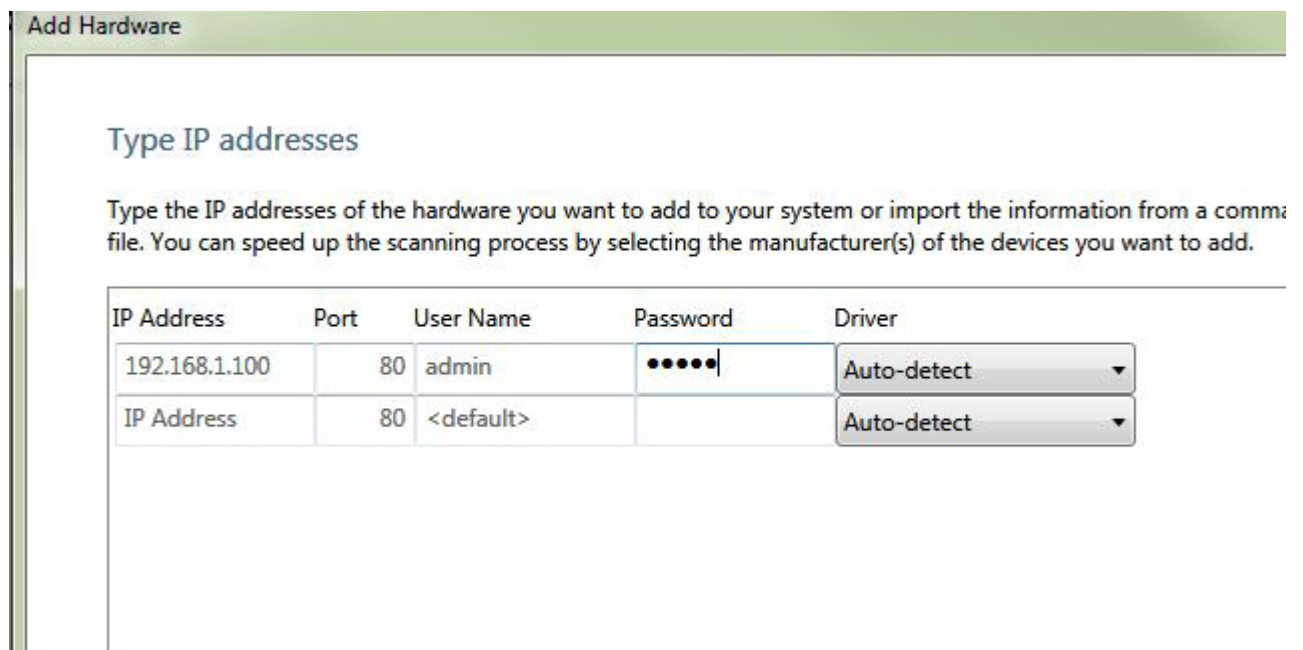 Add Hardware
Type IP addresses
Type the IP addresses of the hardware you want to add to your system or import the information from a comma
file. You can speed up the scanning process by selecting the manufacturer(s) of the devices you want to add.
IP Address Port User Name Password Driver
192.168.1.100 80 admin ●●●●● Auto-detect
IP Address 80 <default> Auto-detect